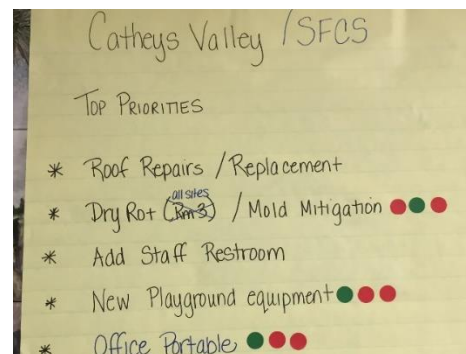 Catheys Valley / SFCS
TOP PRIORITIES
* Roof Repairs / Replacement
all sites
* Dry Rot (Rm 3) / Mold Mitigation
* Add Staff Restroom
* New Playground equipment
* Office Portable